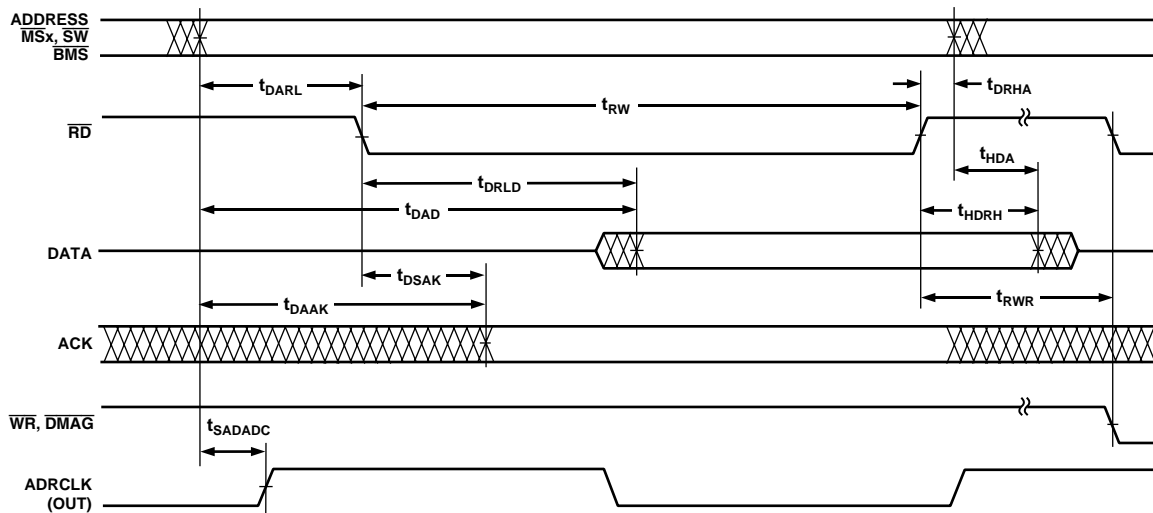 ADDRESS
MSx, SW
BMS
tDARL
tRW
tDRHA
RD
tHDA
tDRLD
tDAD
tHDRH
DATA
tDSAK
tDAAK
tRWR
ACK
WR, DMAG
tSADADC
ADRCLK
(OUT)